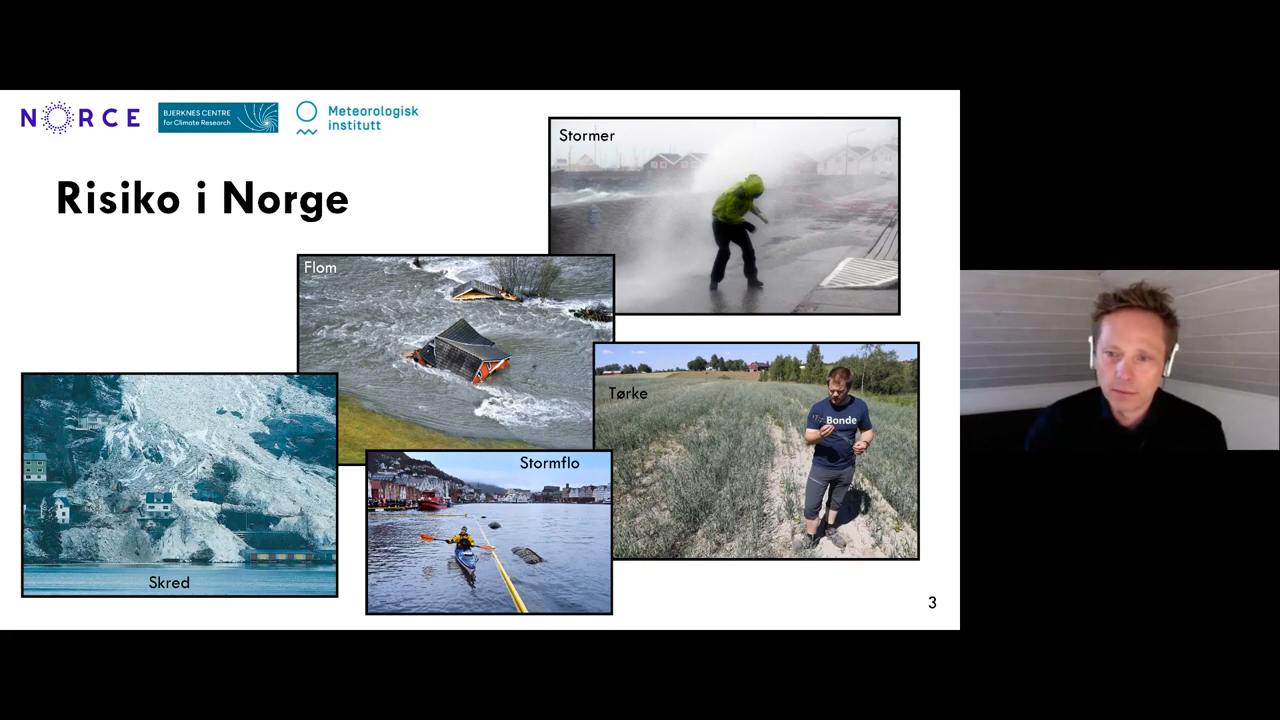 NORCE
BJERKNES CENTRE
for Climate Research
Meteorologisk
institutt
Risiko i Norge
Stormer
Flom
Tørke
Bonde
Stormflo
Skred
3